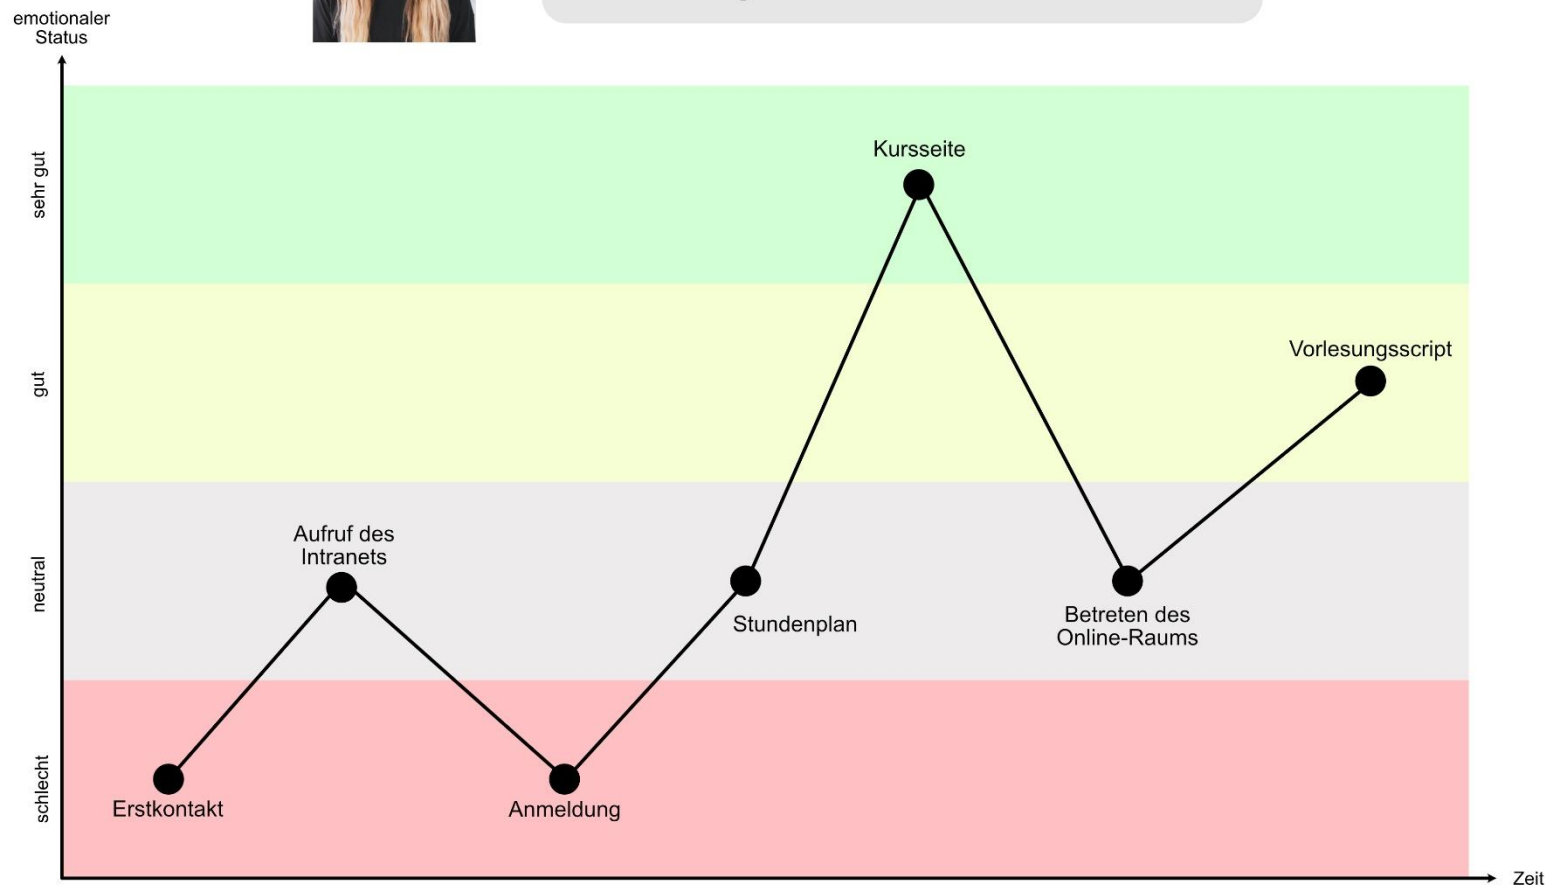 emotionaler
Status
sehr gut
gut
neutral
schlecht
Kursseite
Vorlesungsscript
Aufruf des
Intranets
Stundenplan
Betreten des
Online-Raums
Erstkontakt
Anmeldung
Zeit